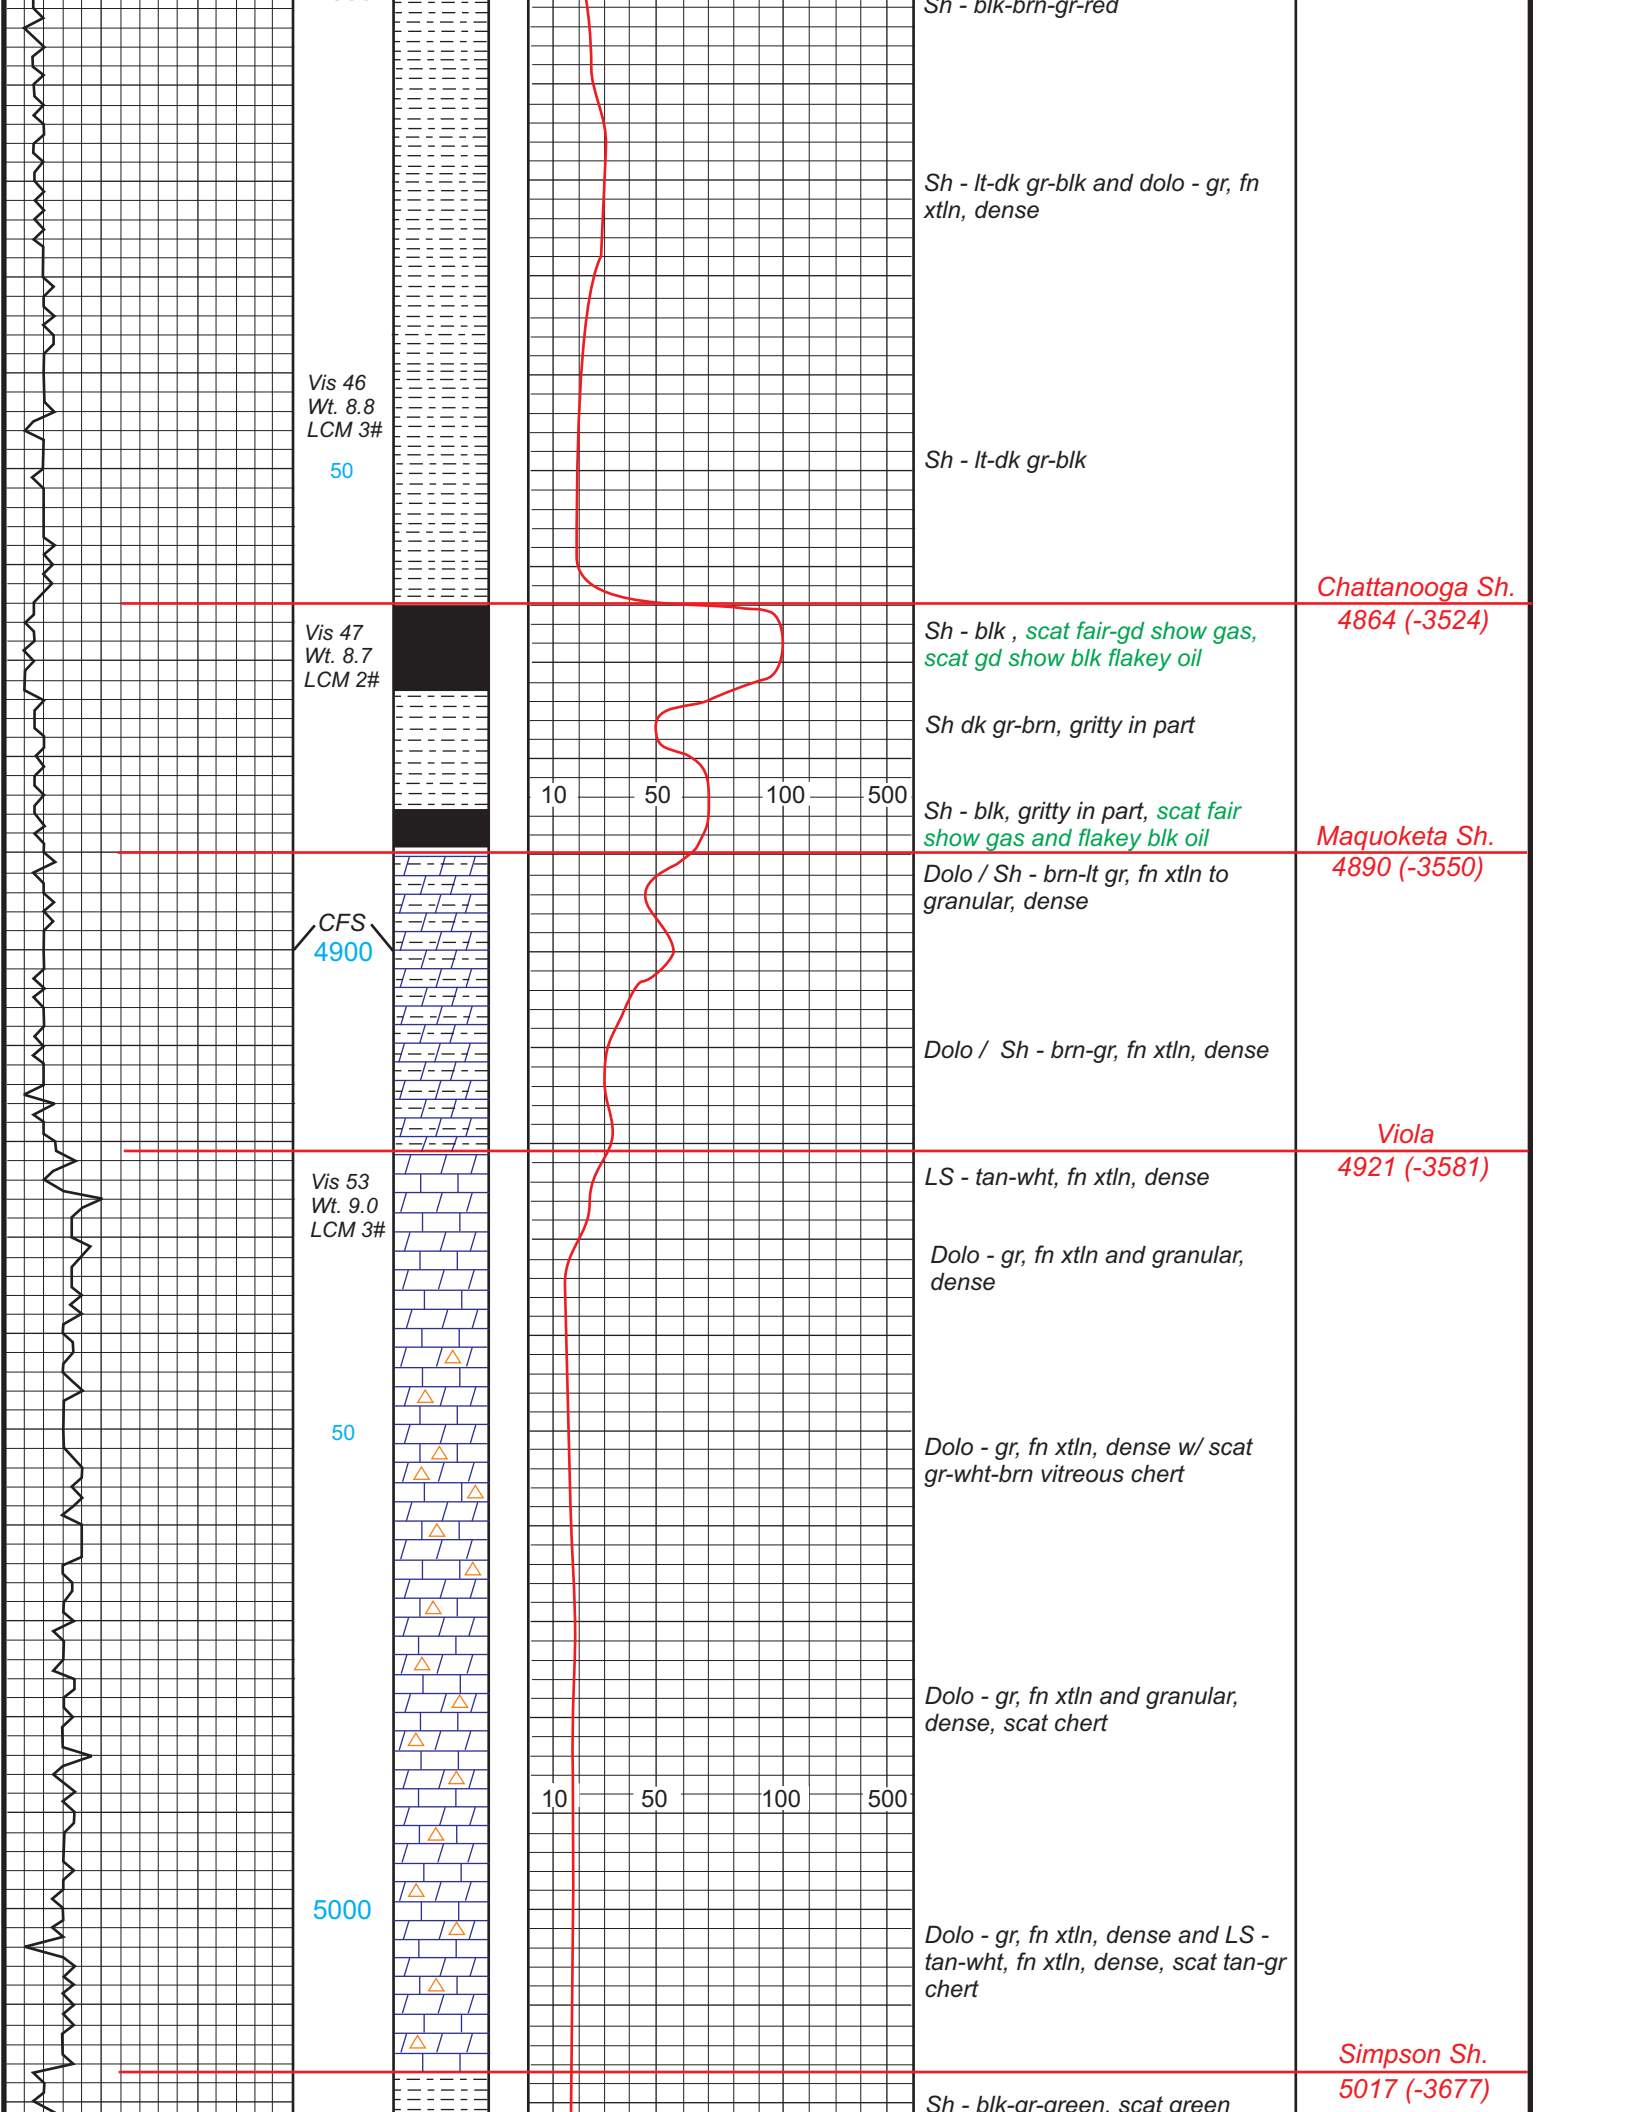 Sh - blk-brn-gr-red
Sh - lt-dk gr-blk and dolo - gr, fn
xtln, dense
Vis 46
Wt. 8.8
LCM 3#
50
Sh - lt-dk gr-blk
Chattanooga Sh.
4864 (-3524)
Vis 47
Wt. 8.7
LCM 2#
Sh - blk , scat fair-gd show gas,
scat gd show blk flakey oil
Sh dk gr-brn, gritty in part
10 50 100 500
Sh - blk, gritty in part, scat fair
show gas and flakey blk oil
Maquoketa Sh.
4890 (-3550)
Dolo / Sh - brn-lt gr, fn xtln to
granular, dense
CFS
4900
Dolo / Sh - brn-gr, fn xtln, dense
Viola
4921 (-3581)
Vis 53
Wt. 9.0
LCM 3#
LS - tan-wht, fn xtln, dense
Dolo - gr, fn xtln and granular,
dense
50
Dolo - gr, fn xtln, dense w/ scat
gr-wht-brn vitreous chert
Dolo - gr, fn xtln and granular,
dense, scat chert
10 50 100 500
5000
Dolo - gr, fn xtln, dense and LS -
tan-wht, fn xtln, dense, scat tan-gr
chert
Simpson Sh.
5017 (-3677)
Sh - blk-gr-green, scat green